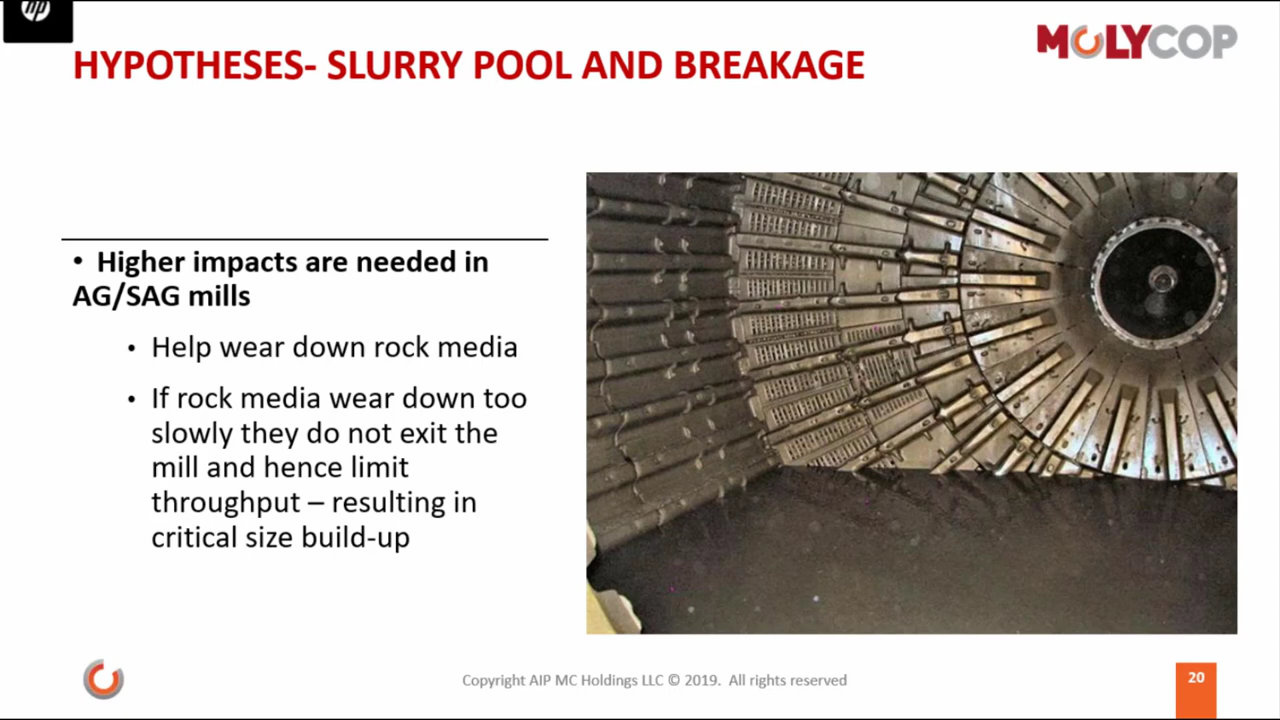 hp
HYPOTHESES- SLURRY POOL AND BREAKAGE
MOLYCOP
• Higher impacts are needed in
AG/SAG mills
• Help wear down rock media
• If rock media wear down too
slowly they do not exit the
mill and hence limit
throughput – resulting in
critical size build-up
Copyright AIP MC Holdings LLC © 2019. All rights reserved
20